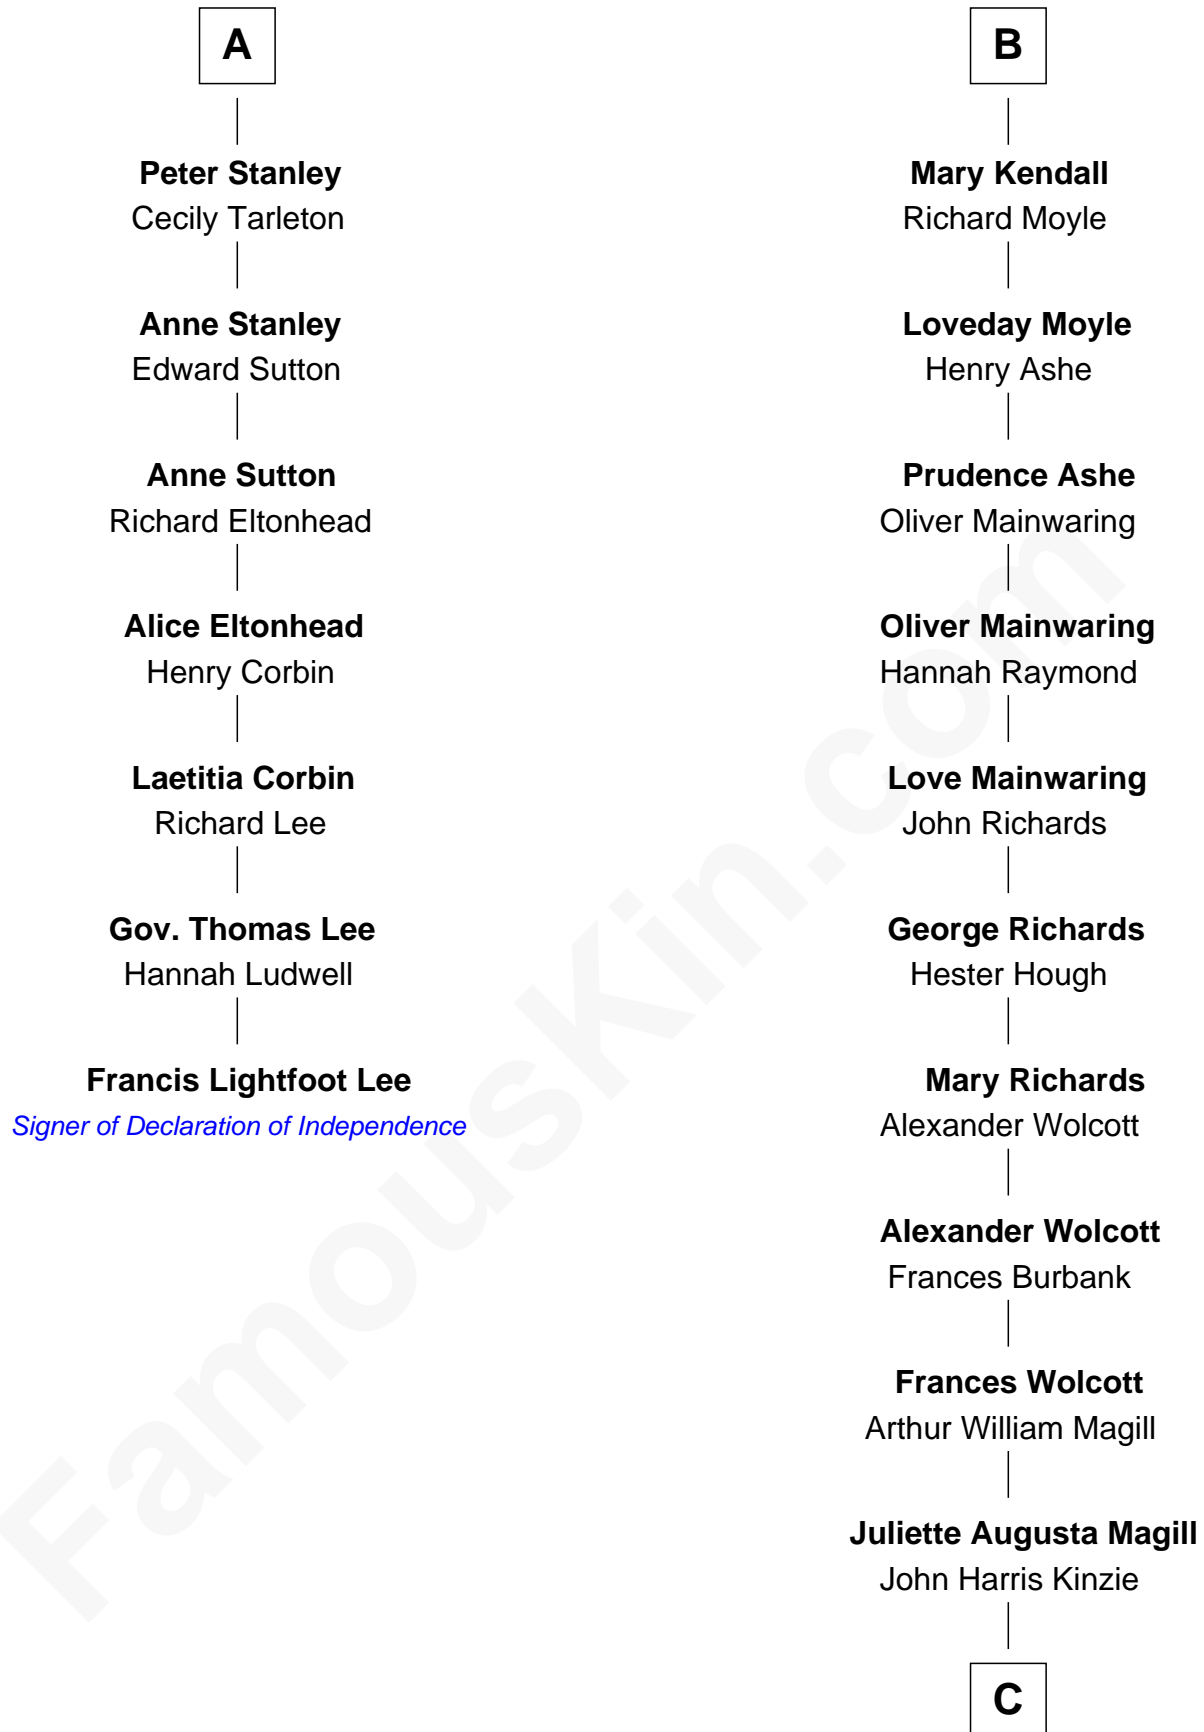 A
Peter Stanley
Cecily Tarleton
Anne Stanley
Edward Sutton
Anne Sutton
Richard Eltonhead
Alice Eltonhead
Henry Corbin
Laetitia Corbin
Richard Lee
Gov. Thomas Lee
Hannah Ludwell
Francis Lightfoot Lee
Signer of Declaration of Independence
B
Mary Kendall
Richard Moyle
Loveday Moyle
Henry Ashe
Prudence Ashe
Oliver Mainwaring
Oliver Mainwaring
Hannah Raymond
Love Mainwaring
John Richards
George Richards
Hester Hough
Mary Richards
Alexander Wolcott
Alexander Wolcott
Frances Burbank
Frances Wolcott
Arthur William Magill
Juliette Augusta Magill
John Harris Kinzie
C
FamousKin.com